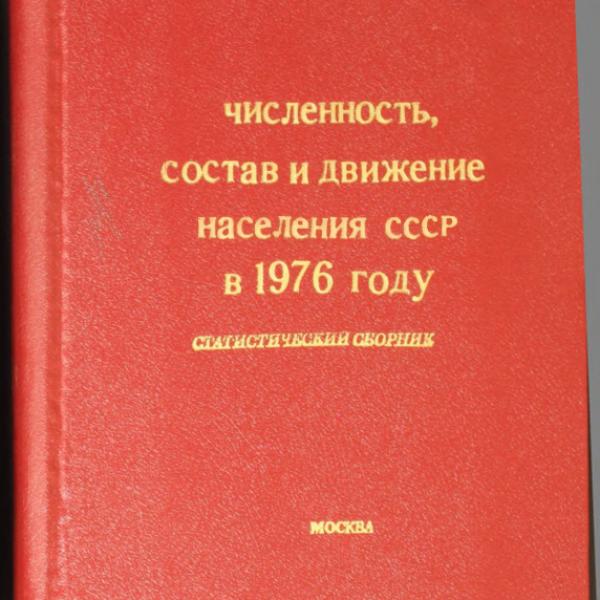 численность,
состав и движение
населения СССР
в 1976 году
СТАТИСТИЧЕСКИЙ СБОРНИК
МОСКВА